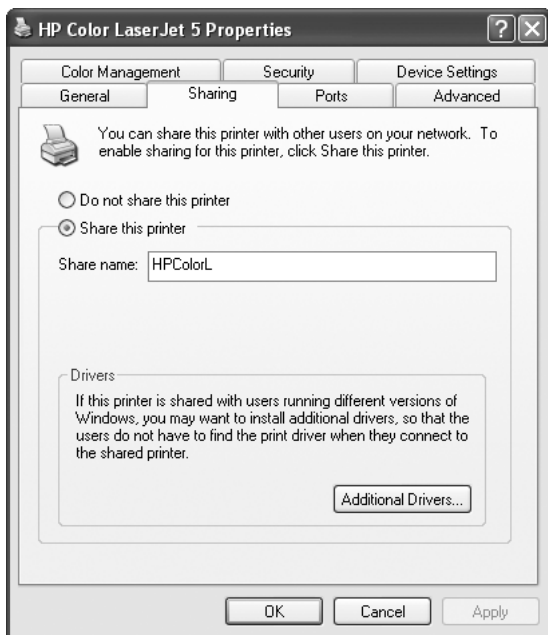 HP Color LaserJet 5 Properties
Color Management Security Device Settings
General Sharing Ports Advanced
You can share this printer with other users on your network. To
enable sharing for this printer, click Share this printer.
Do not share this printer
Share this printer
Share name: HPColorL
Drivers
If this printer is shared with users running different versions of
Windows, you may want to install additional drivers, so that the
users do not have to find the print driver when they connect to
the shared printer.
Additional Drivers...
OK Cancel Apply